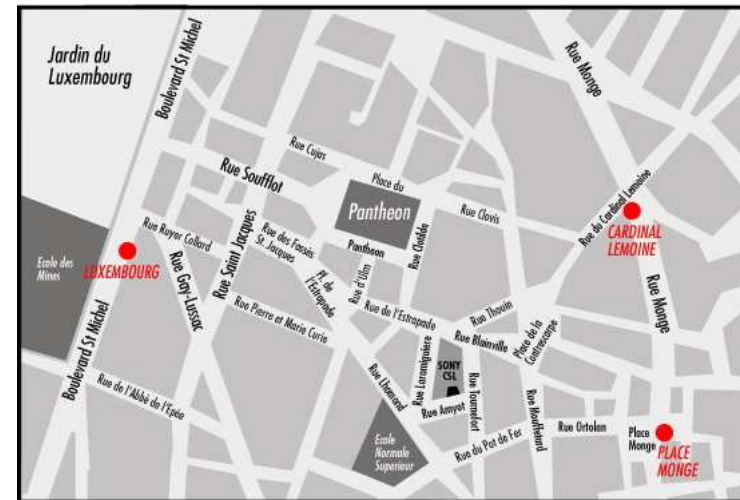 Jardin du
Luxembourg
Boulevard St Michel
Rue Monge
Rue Cujas
Place du
Pantheon
Pantheon
Rue Soufflot
Rue Clovis
Rue Clotilde
Rue du Cardinal Lemoine
CARDINAL
LEMOINE
Rue Royer Collard
Rue Saint Jacques
Rue des Fossés
St. Jacques
Ecole des
Mines
LUXEMBOURG
Rue Gay-Lussac
Pl. de
l'Estrapade
Rue d'Ulm
Rue de l'Estrapade
Rue Thouin
Rue Monge
Rue Pierre et Marie Curie
Rue Blainville
Place de la
Contrescarpe
Boulevard St Michel
Rue de l'Abbé de l'Epée
Rue Lhomond
Rue Laromiguière
SONY
CSL
Rue Tournefort
Rue Amyot
Rue Mouffetard
Ecole
Normale
Superieur
Rue du Pot de Fer
Rue Ortolan
Place
Monge
PLACE
MONGE